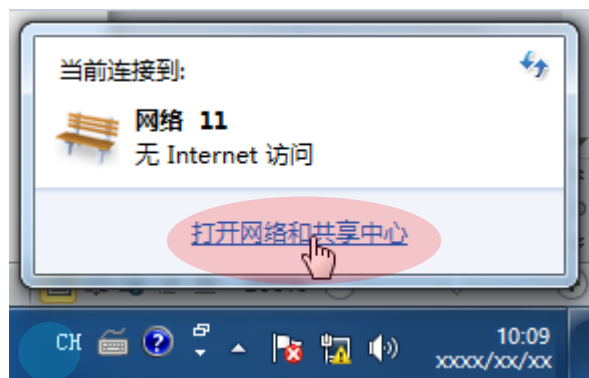 当前连接到:
网络 11
无 Internet 访问
打开网络和共享中心
CH
10:09
xxxx/xx/xx